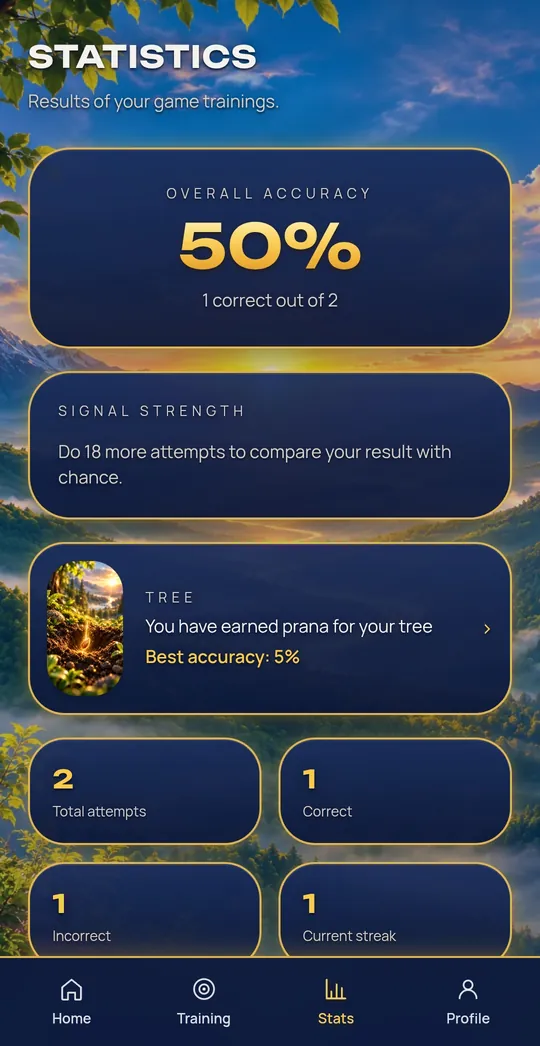 STATISTICS
Results of your game trainings.
OVERALL ACCURACY
50%
1 correct out of 2
SIGNAL STRENGTH
Do 18 more attempts to compare your result with
chance.
TREE
You have earned prana for your tree
Best accuracy: 5%
2
Total attempts
1
Correct
1
Incorrect
1
Current streak
Home
Training
Stats
Profile